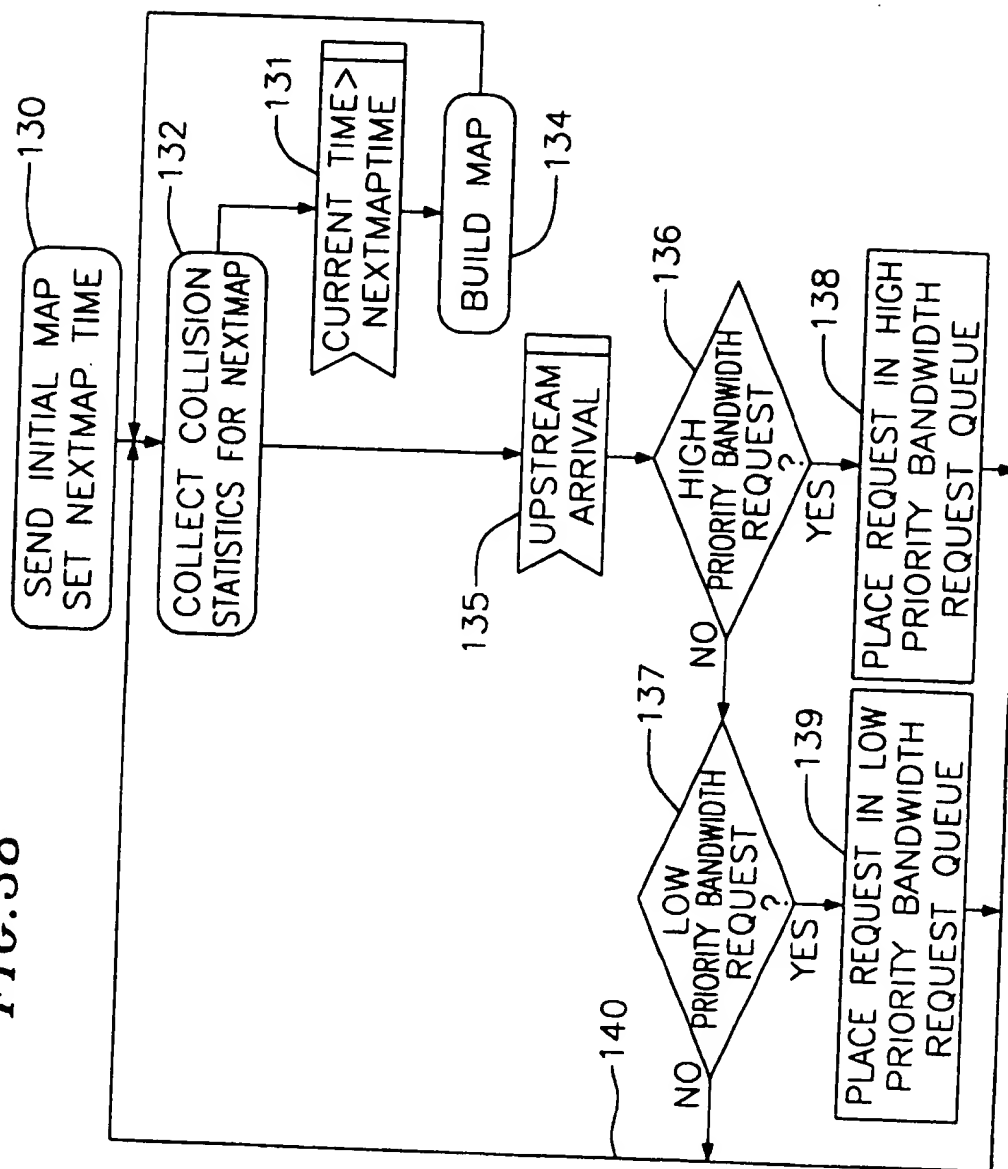 130
SEND INITIAL MAP
SET NEXTMAP. TIME
132
COLLECT COLLISION
STATISTICS FOR NEXTMAP
131
CURRENT TIME>
NEXTMAPTIME
BUILD MAP
134
135
UPSTREAM
ARRIVAL
136
HIGH
PRIORITY BANDWIDTH
REQUEST
?
NO
YES
137
LOW
PRIORITY BANDWIDTH
REQUEST
?
NO
YES
138
PLACE REQUEST IN HIGH
PRIORITY BANDWIDTH
REQUEST QUEUE
139
PLACE REQUEST IN LOW
PRIORITY BANDWIDTH
REQUEST QUEUE
140